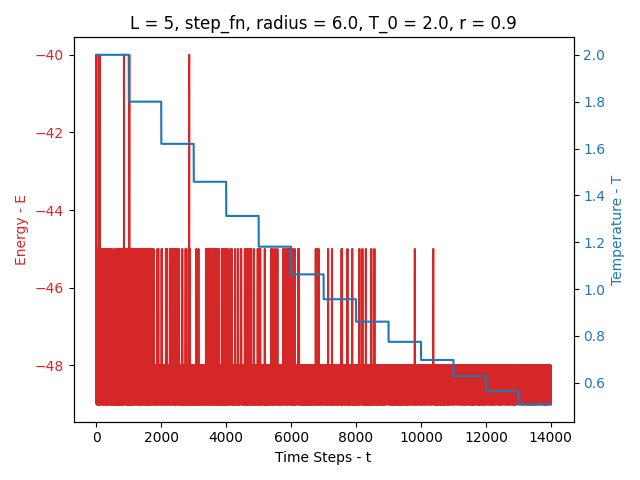 L = 5, step_fn, radius = 6.0, T_0 = 2.0, r = 0.9
Energy - E
−40
−42
−44
−46
−48
2.0
1.8
1.6
1.4
1.2
1.0
0.8
0.6
Temperature - T
0 2000 4000 6000 8000 10000 12000 14000
Time Steps - t